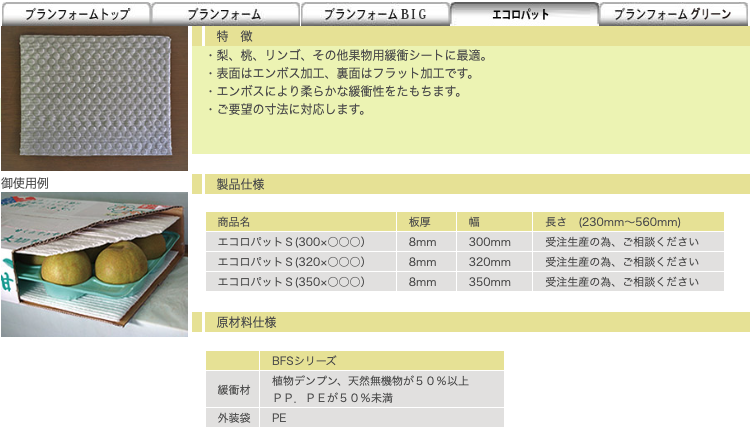 プランフォームトップ
プランフォーム
プランフォームＢＩＧ
エコロパット
プランフォームグリーン
特　徴
・梨、桃、リンゴ、その他果物用緩衝シートに最適。
・表面はエンボス加工、裏面はフラット加工です。
・エンボスにより柔らかな緩衝性をたもちます。
・ご要望の寸法に対応します。
御使用例
製品仕様
商品名 板厚 幅 長さ　(230mm～560mm)
エコロパットＳ(300×○○○) 8mm 300mm 受注生産の為、ご相談ください
エコロパットＳ(320×○○○) 8mm 320mm 受注生産の為、ご相談ください
エコロパットＳ(350×○○○) 8mm 350mm 受注生産の為、ご相談ください
原材料仕様
BFSシリーズ
緩衝材 植物デンプン、天然無機物が５０％以上
ＰＰ．ＰＥが５０％未満
外装袋 PE